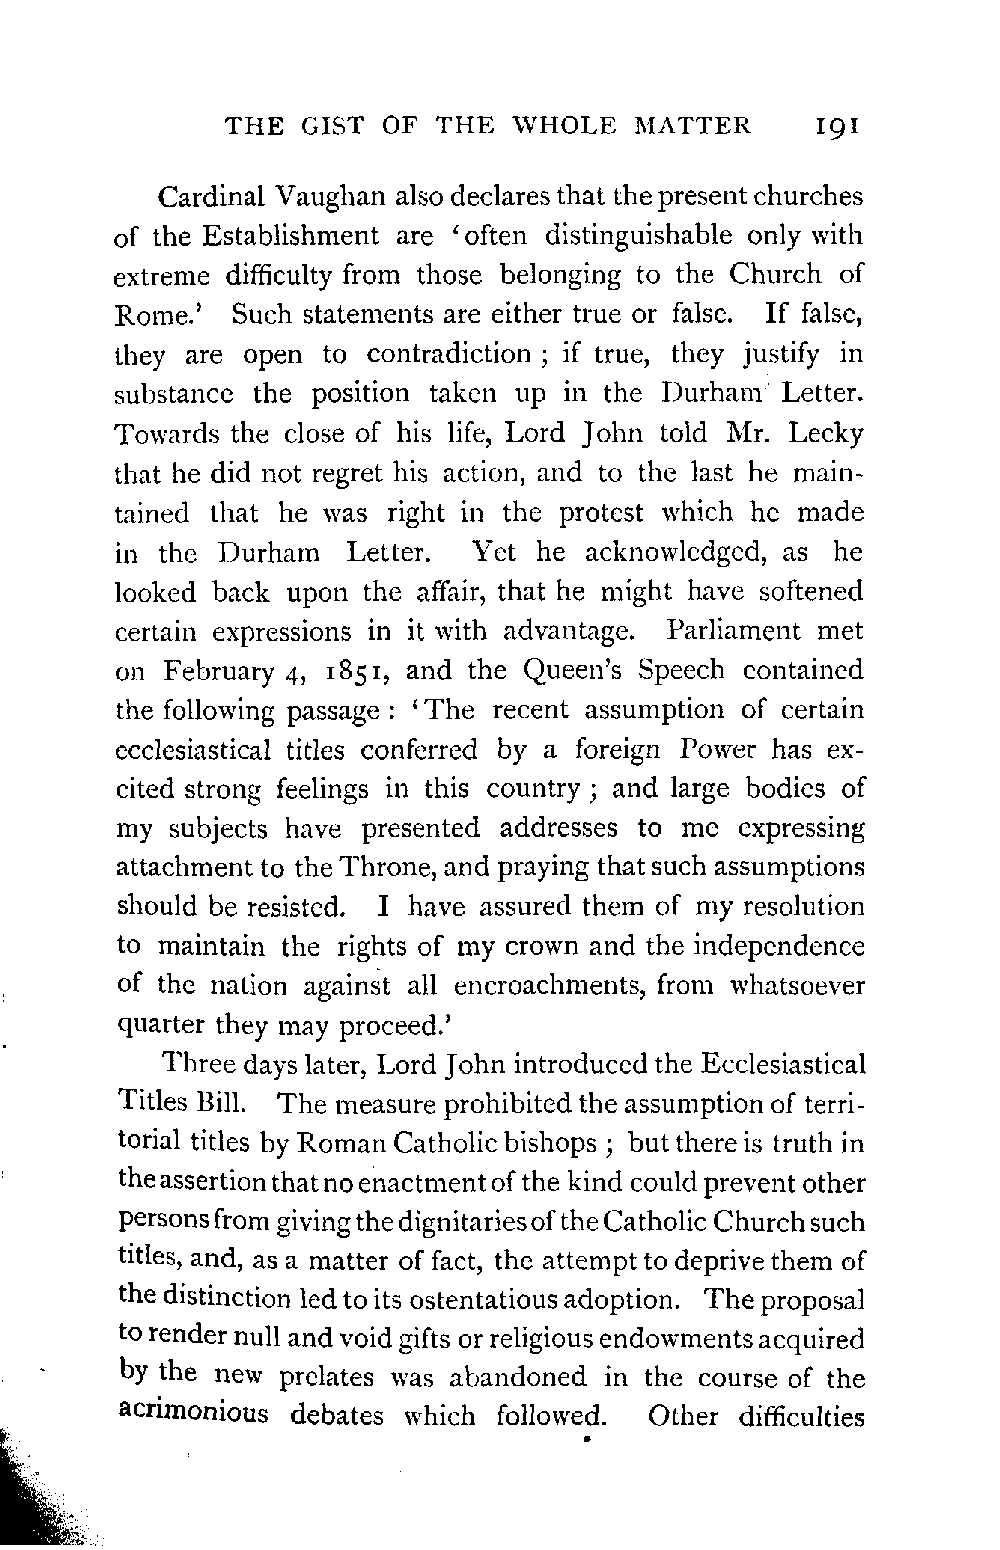 THE GIST OF THE WHOLE MATTER 191
Cardinal Vaughan also declares that the present churches
of the Establishment are ‘often distinguishable only with
extreme difficulty from those belonging to the Church of
Rome.’ Such statements are either true or false. If false,
they are open to contradiction ; if true, they justify in
substance the position taken up in the Durham Letter.
Towards the close of his life, Lord John told Mr. Lecky
that he did not regret his action, and to the last he main-
tained that he was right in the protest which he made
in the Durham Letter. Yet he acknowledged, as he
looked back upon the affair, that he might have softened
certain expressions in it with advantage. Parliament met
on February 4, 1851, and the Queen’s Speech contained
the following passage : ‘The recent assumption of certain
ecclesiastical titles conferred by a foreign Power has ex-
cited strong feelings in this country ; and large bodies of
my subjects have presented addresses to me expressing
attachment to the Throne, and praying that such assumptions
should be resisted. I have assured them of my resolution
to maintain the rights of my crown and the independence
of the nation against all encroachments, from whatsoever
quarter they may proceed.’
Three days later, Lord John introduced the Ecclesiastical
Titles Bill. The measure prohibited the assumption of terri-
torial titles by Roman Catholic bishops ; but there is truth in
the assertion that no enactment of the kind could prevent other
persons from giving the dignitaries of the Catholic Church such
titles, and, as a matter of fact, the attempt to deprive them of
the distinction led to its ostentatious adoption. The proposal
to render null and void gifts or religious endowments acquired
by the new prelates was abandoned in the course of the
acrimonious debates which followed. Other difficulties